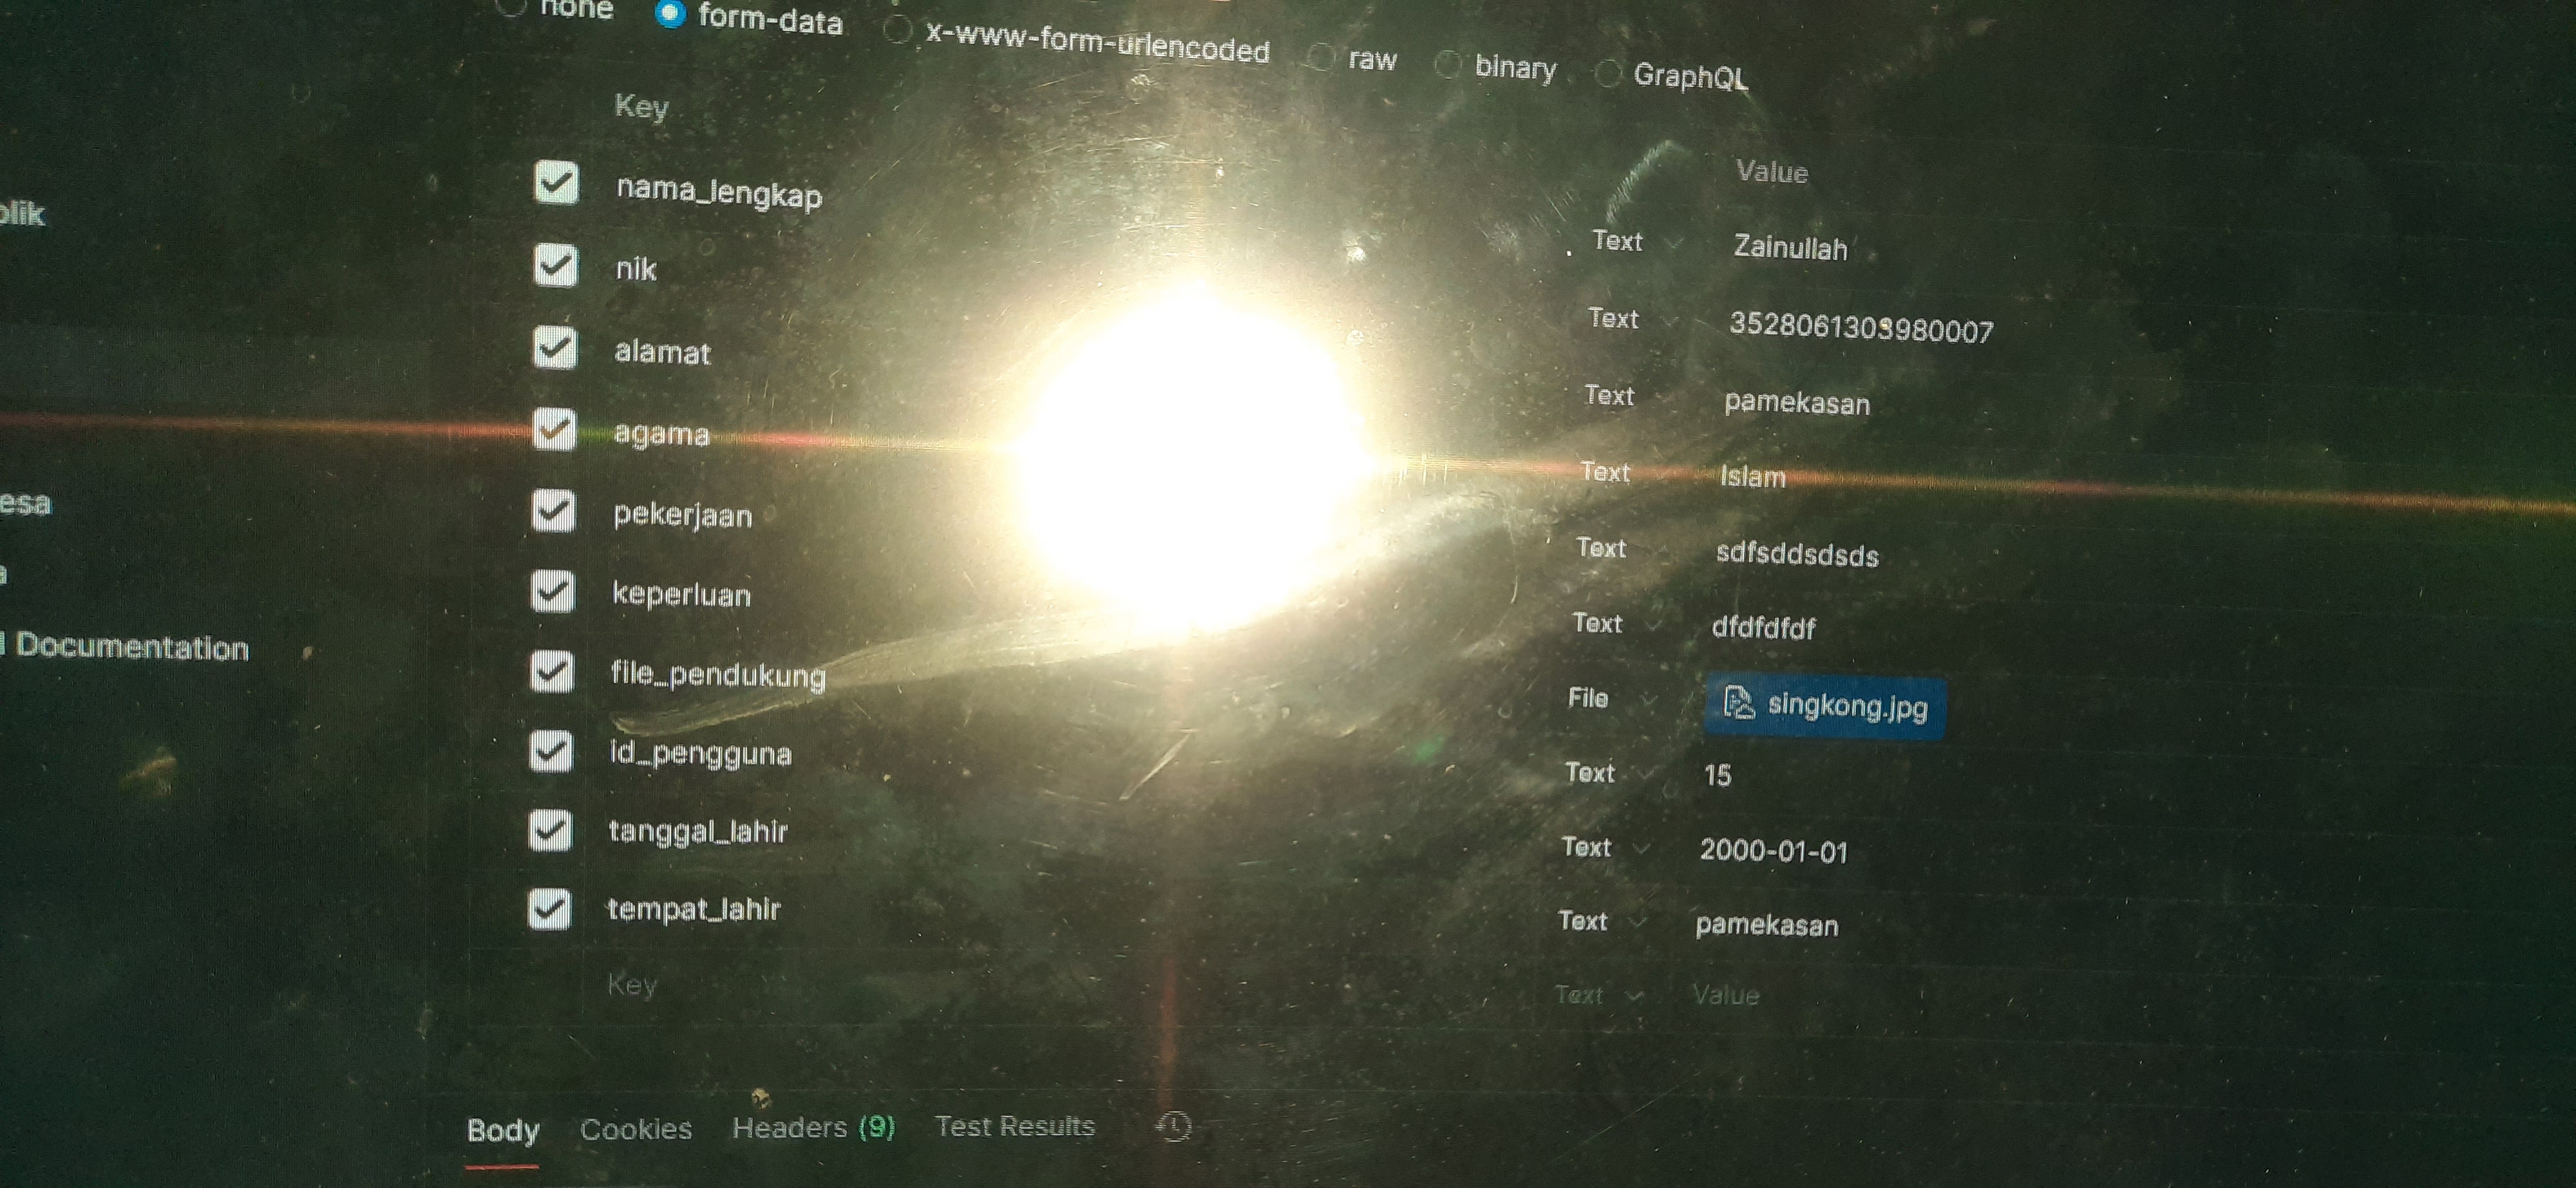 none form-data x-www-form-urlencoded raw binary GraphQL
Key Value
nama_lengkap Text Zainullah
nik Text
alamat Text pamekasan
agama Text Islam
pekerjaan Text sdfsddsdsds
keperluan Text dfdfdfdf
file_pendukung File singkong.jpg
id_pengguna Text 15
tanggal_lahir Text 2000-01-01
tempat_lahir Text pamekasan
Key Text Value
Documentation
Body Cookies Headers (9) Test Results